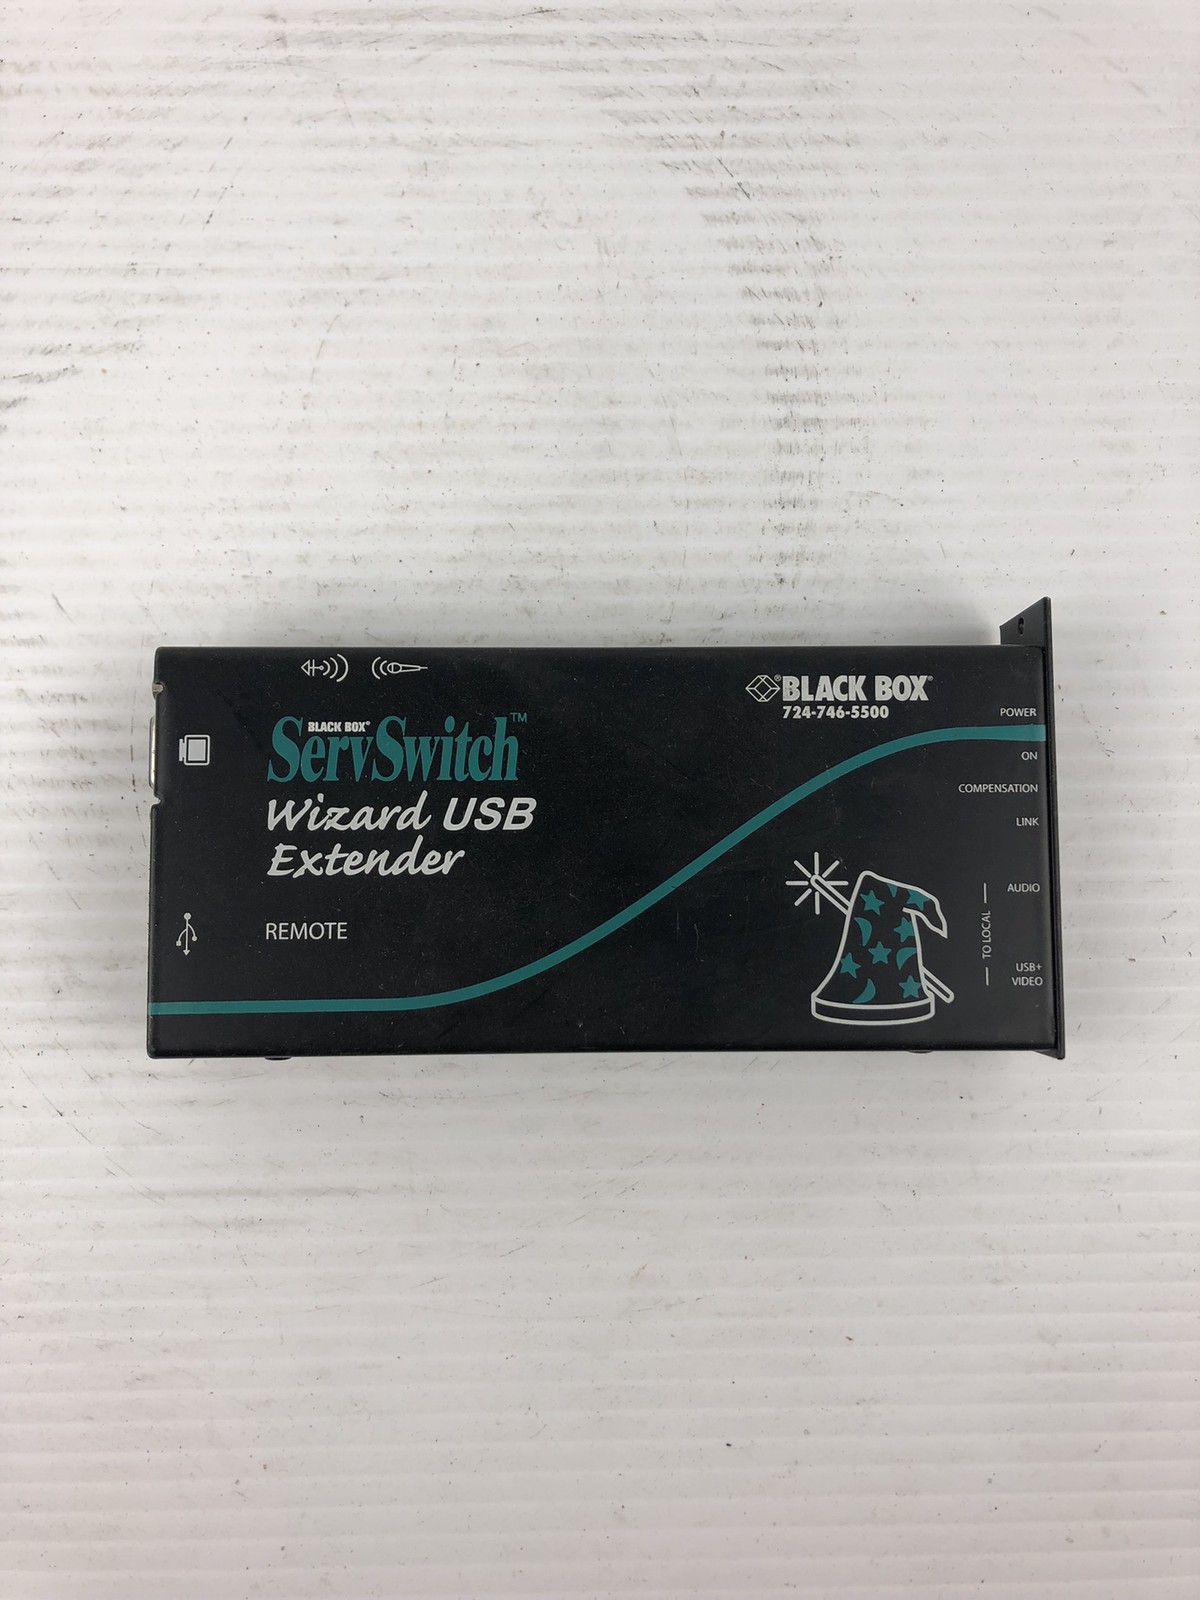 BLACK BOX®
ServSwitch™
Wizard USB
Extender
REMOTE
®BLACK BOX®
724-746-5500
POWER
ON
COMPENSATION
LINK
AUDIO
TO LOCAL
USB+
VIDEO